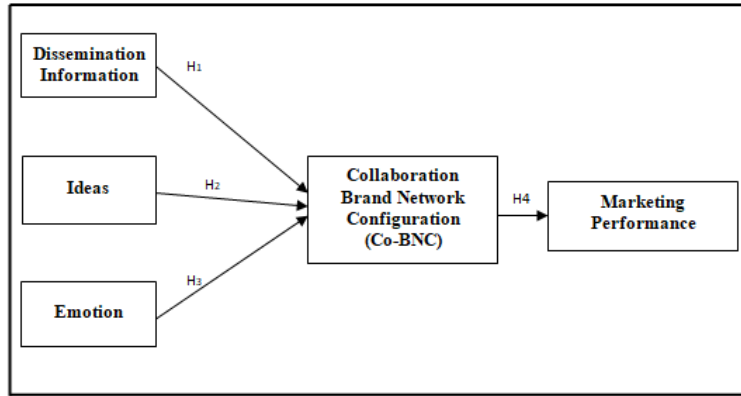 Dissemination
Information
H1
Ideas
H2
Collaboration
Brand Network
Configuration
(Co-BNC)
H4
Marketing
Performance
H3
Emotion